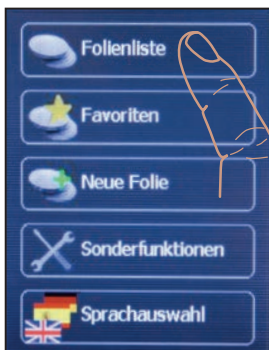 Folienliste
Favoriten
Neue Folie
Sonderfunktionen
Sprachauswahl